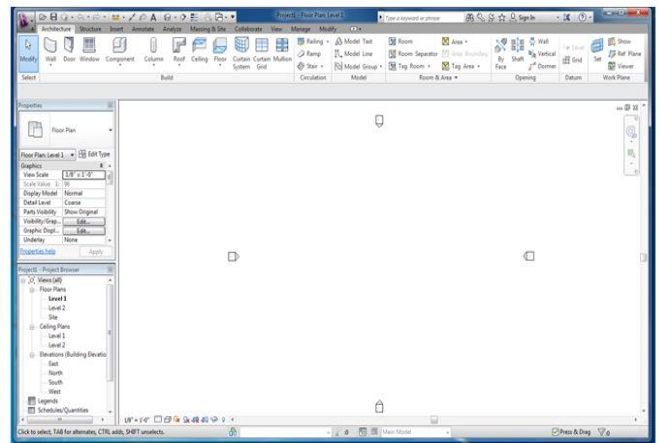 Project1 - Floor Plan: Level 1
Type a keyword or phrase
Sign In
Architecture Structure Insert Annotate Analyze Massing & Site Collaborate View Manage Modify
Modify Wall Door Window Component Column Roof Ceiling Floor Curtain System Curtain Grid Mullion
Railing Ramp Stair
Model Text Model Line Model Group
Room Room Separator Tag Room
Area Area Boundary Tag Area
By Face Shaft Wall Vertical Dormer
Level Grid
Set Show Ref Plane Viewer
Select Build Circulation Model Room & Area Opening Datum Work Plane
Properties
Floor Plan
Floor Plan: Level 1 Edit Type
Graphics
View Scale 1/8" = 1'-0"
Scale Value 1: 96
Display Model Normal
Detail Level Coarse
Parts Visibility Show Original
Visibility/Grap... Edit...
Graphic Displ... Edit...
Underlay None
Properties help Apply
Project1 - Project Browser
Views (all)
Floor Plans
Level 1
Level 2
Site
Ceiling Plans
Level 1
Level 2
Elevations (Building Elevatio
East
North
South
West
Legends
Schedules/Quantities
1/8" = 1'-0"
Click to select, TAB for alternates, CTRL adds, SHIFT unselects.
:0
Main Model
Press & Drag
:0